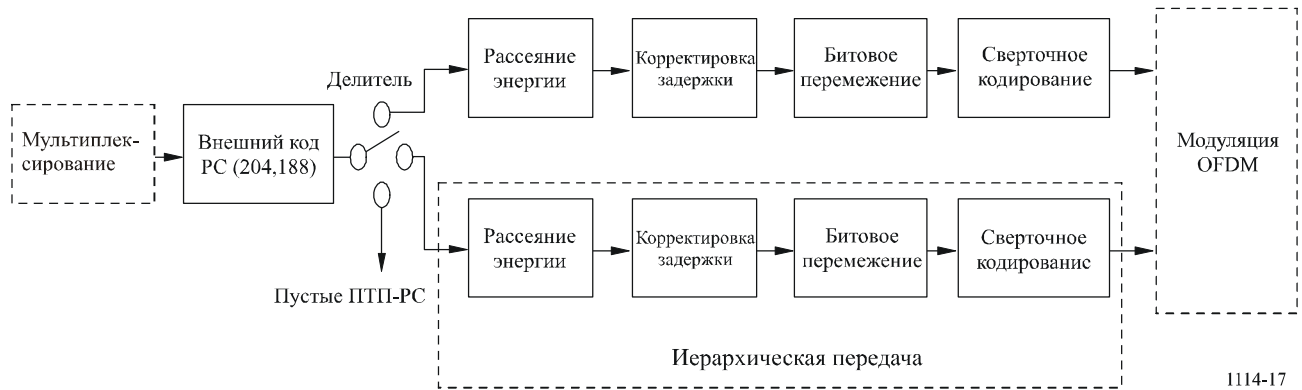 Мультиплек-
сирование
Внешний код
РС (204,188)
Делитель
Пустые ПТП-РС
Рассеяние
энергии
Корректировка
задержки
Битовое
перемежение
Сверточное
кодирование
Рассеяние
энергии
Корректировка
задержки
Битовое
перемежение
Сверточное
кодирование
Иерархическая передача
Модуляция
OFDM
1114-17